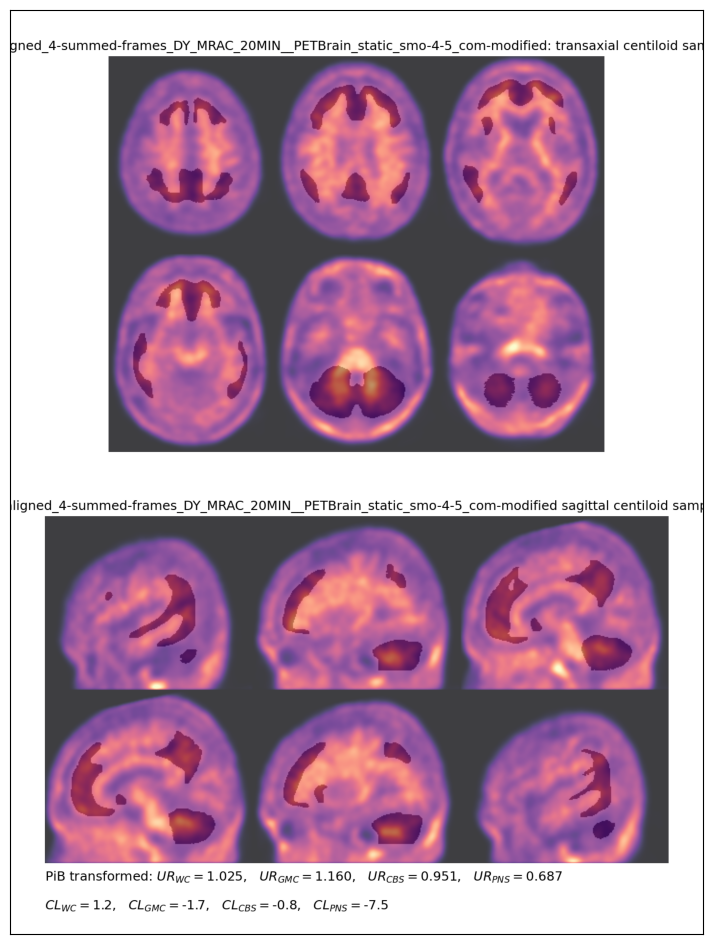 gned_4-summed-frames_DY_MRAC_20MIN__PETBrain_static_smo-4-5_com-modified: transaxial centiloid sam
ligned_4-summed-frames_DY_MRAC_20MIN__PETBrain_static_smo-4-5_com-modified sagittal centiloid samp
PiB transformed: UR_WC = 1.025, UR_GMC = 1.160, UR_CBS = 0.951, UR_PNS = 0.687
CL_WC = 1.2, CL_GMC = -1.7, CL_CBS = -0.8, CL_PNS = -7.5